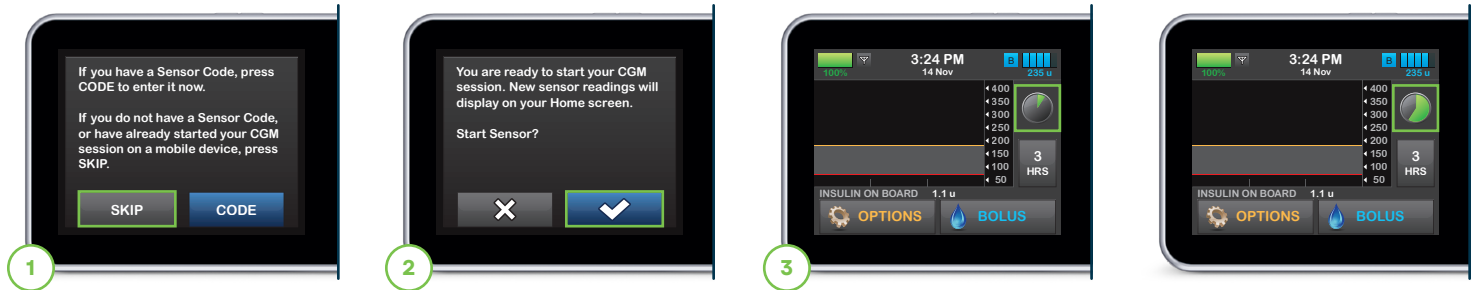 If you have a Sensor Code, press
CODE to enter it now.
If you do not have a Sensor Code,
or have already started your CGM
session on a mobile device, press
SKIP.
SKIP
CODE
1
You are ready to start your CGM
session. New sensor readings will
display on your Home screen.
Start Sensor?
2
100%
3:24 PM
14 Nov
B
235 u
400
350
300
250
200
150
100
50
3
HRS
INSULIN ON BOARD 1.1 u
OPTIONS
BOLUS
3
100%
3:24 PM
14 Nov
B
235 u
400
350
300
250
200
150
100
50
3
HRS
INSULIN ON BOARD 1.1 u
OPTIONS
BOLUS